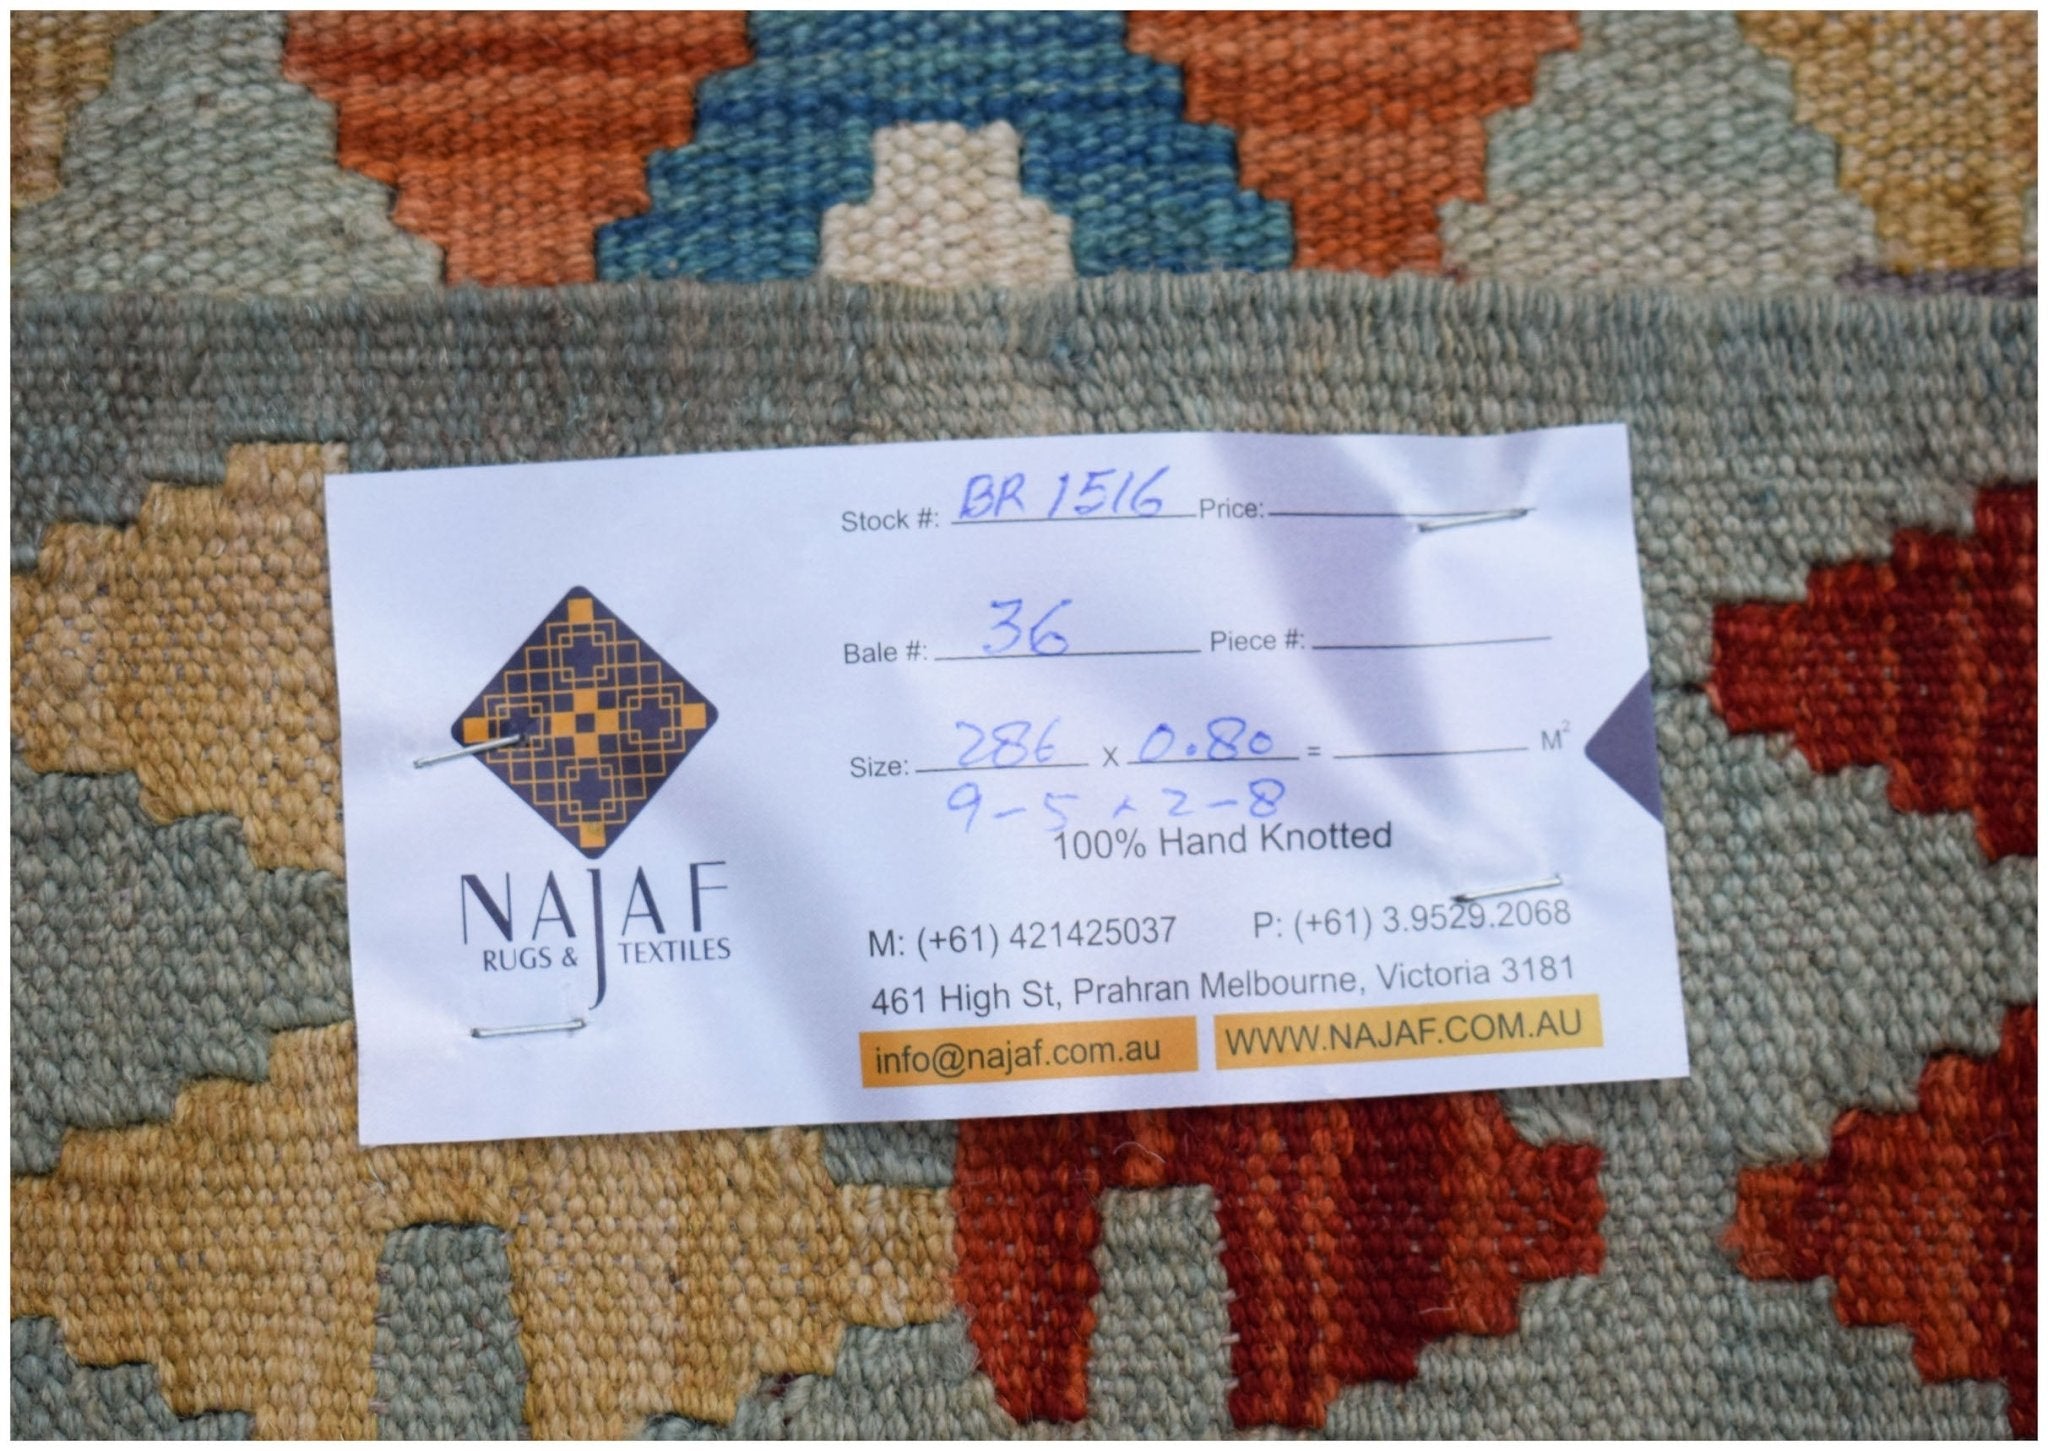 Stock #: BR 1516 Price:
Bale #: 36 Piece #:
Size: 286 x 0.80 = M²
9-5 x 2-8
100% Hand Knotted
NAJAF
RUGS & TEXTILES
M: (+61) 421425037 P: (+61) 3.9529.2068
461 High St, Prahran Melbourne, Victoria 3181
info@najaf.com.au WWW.NAJAF.COM.AU